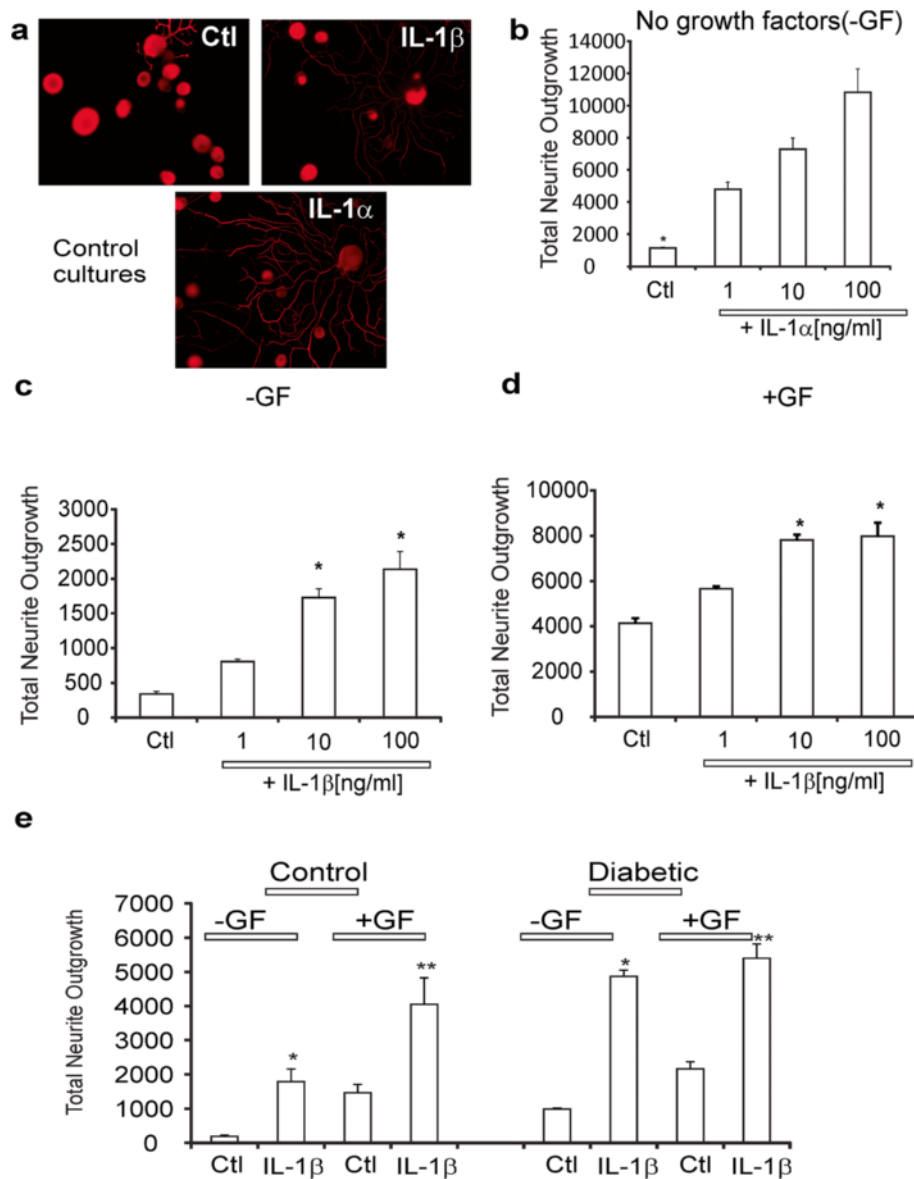 a
Ctl
IL-1β
IL-1α
Control
cultures
b
No growth factors(-GF)
Total Neurite Outgrowth
12000
10000
8000
6000
4000
2000
0
*
Ctl
1
10
100
+ IL-1α[ng/ml]
c
-GF
Total Neurite Outgrowth
3000
2500
2000
1500
1000
500
0
*
*
Ctl
1
10
100
+ IL-1β[ng/ml]
d
+GF
Total Neurite Outgrowth
10000
8000
6000
4000
2000
0
*
*
Ctl
1
10
100
+ IL-1β[ng/ml]
e
Control
Diabetic
-GF
+GF
-GF
+GF
Total Neurite Outgrowth
7000
6000
5000
4000
3000
2000
1000
0
*
**
*
**
Ctl
IL-1β
Ctl
IL-1β
Ctl
IL-1β
Ctl
IL-1β